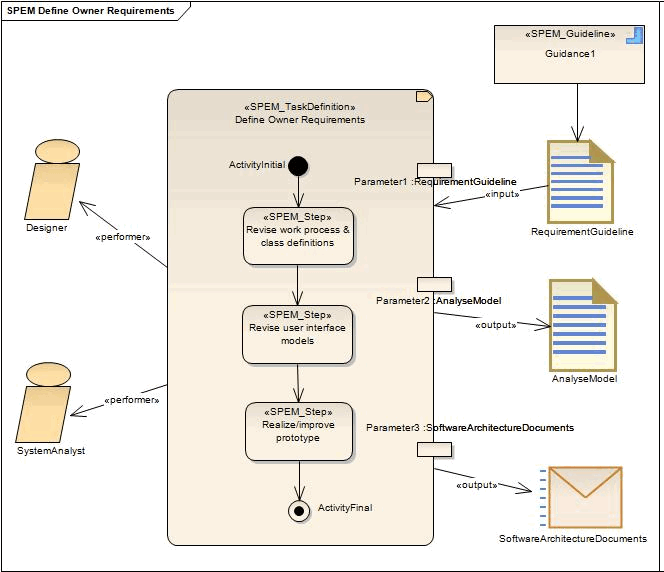 SPEM Define Owner Requirements
«SPEM_Guideline»
Guidance1
«SPEM_TaskDefinition»
Define Owner Requirements
ActivityInitial
Parameter1 :RequirementGuideline
«input»
RequirementGuideline
Designer
«performer»
«SPEM_Step»
Revise work process &
class definitions
Parameter2 :AnalyseModel
«output»
AnalyseModel
«SPEM_Step»
Revise user interface
models
SystemAnalyst
«performer»
«SPEM_Step»
Realize/improve
prototype
Parameter3 :SoftwareArchitectureDocuments
«output»
SoftwareArchitectureDocuments
ActivityFinal